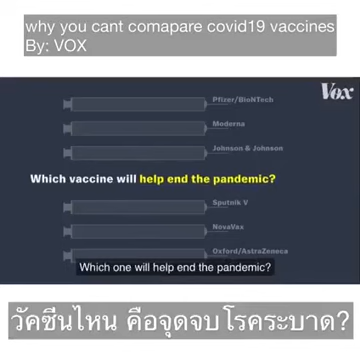 why you cant comapare covid19 vaccines
By: VOX
Vox
Pfizer/BioNTech
Moderna
Johnson & Johnson
Which vaccine will help end the pandemic?
Sputnik V
NovaVax
Oxford/AstraZeneca
Which one will help end the pandemic?
วัคซีนไหน คือจุดจบโรคระบาด?